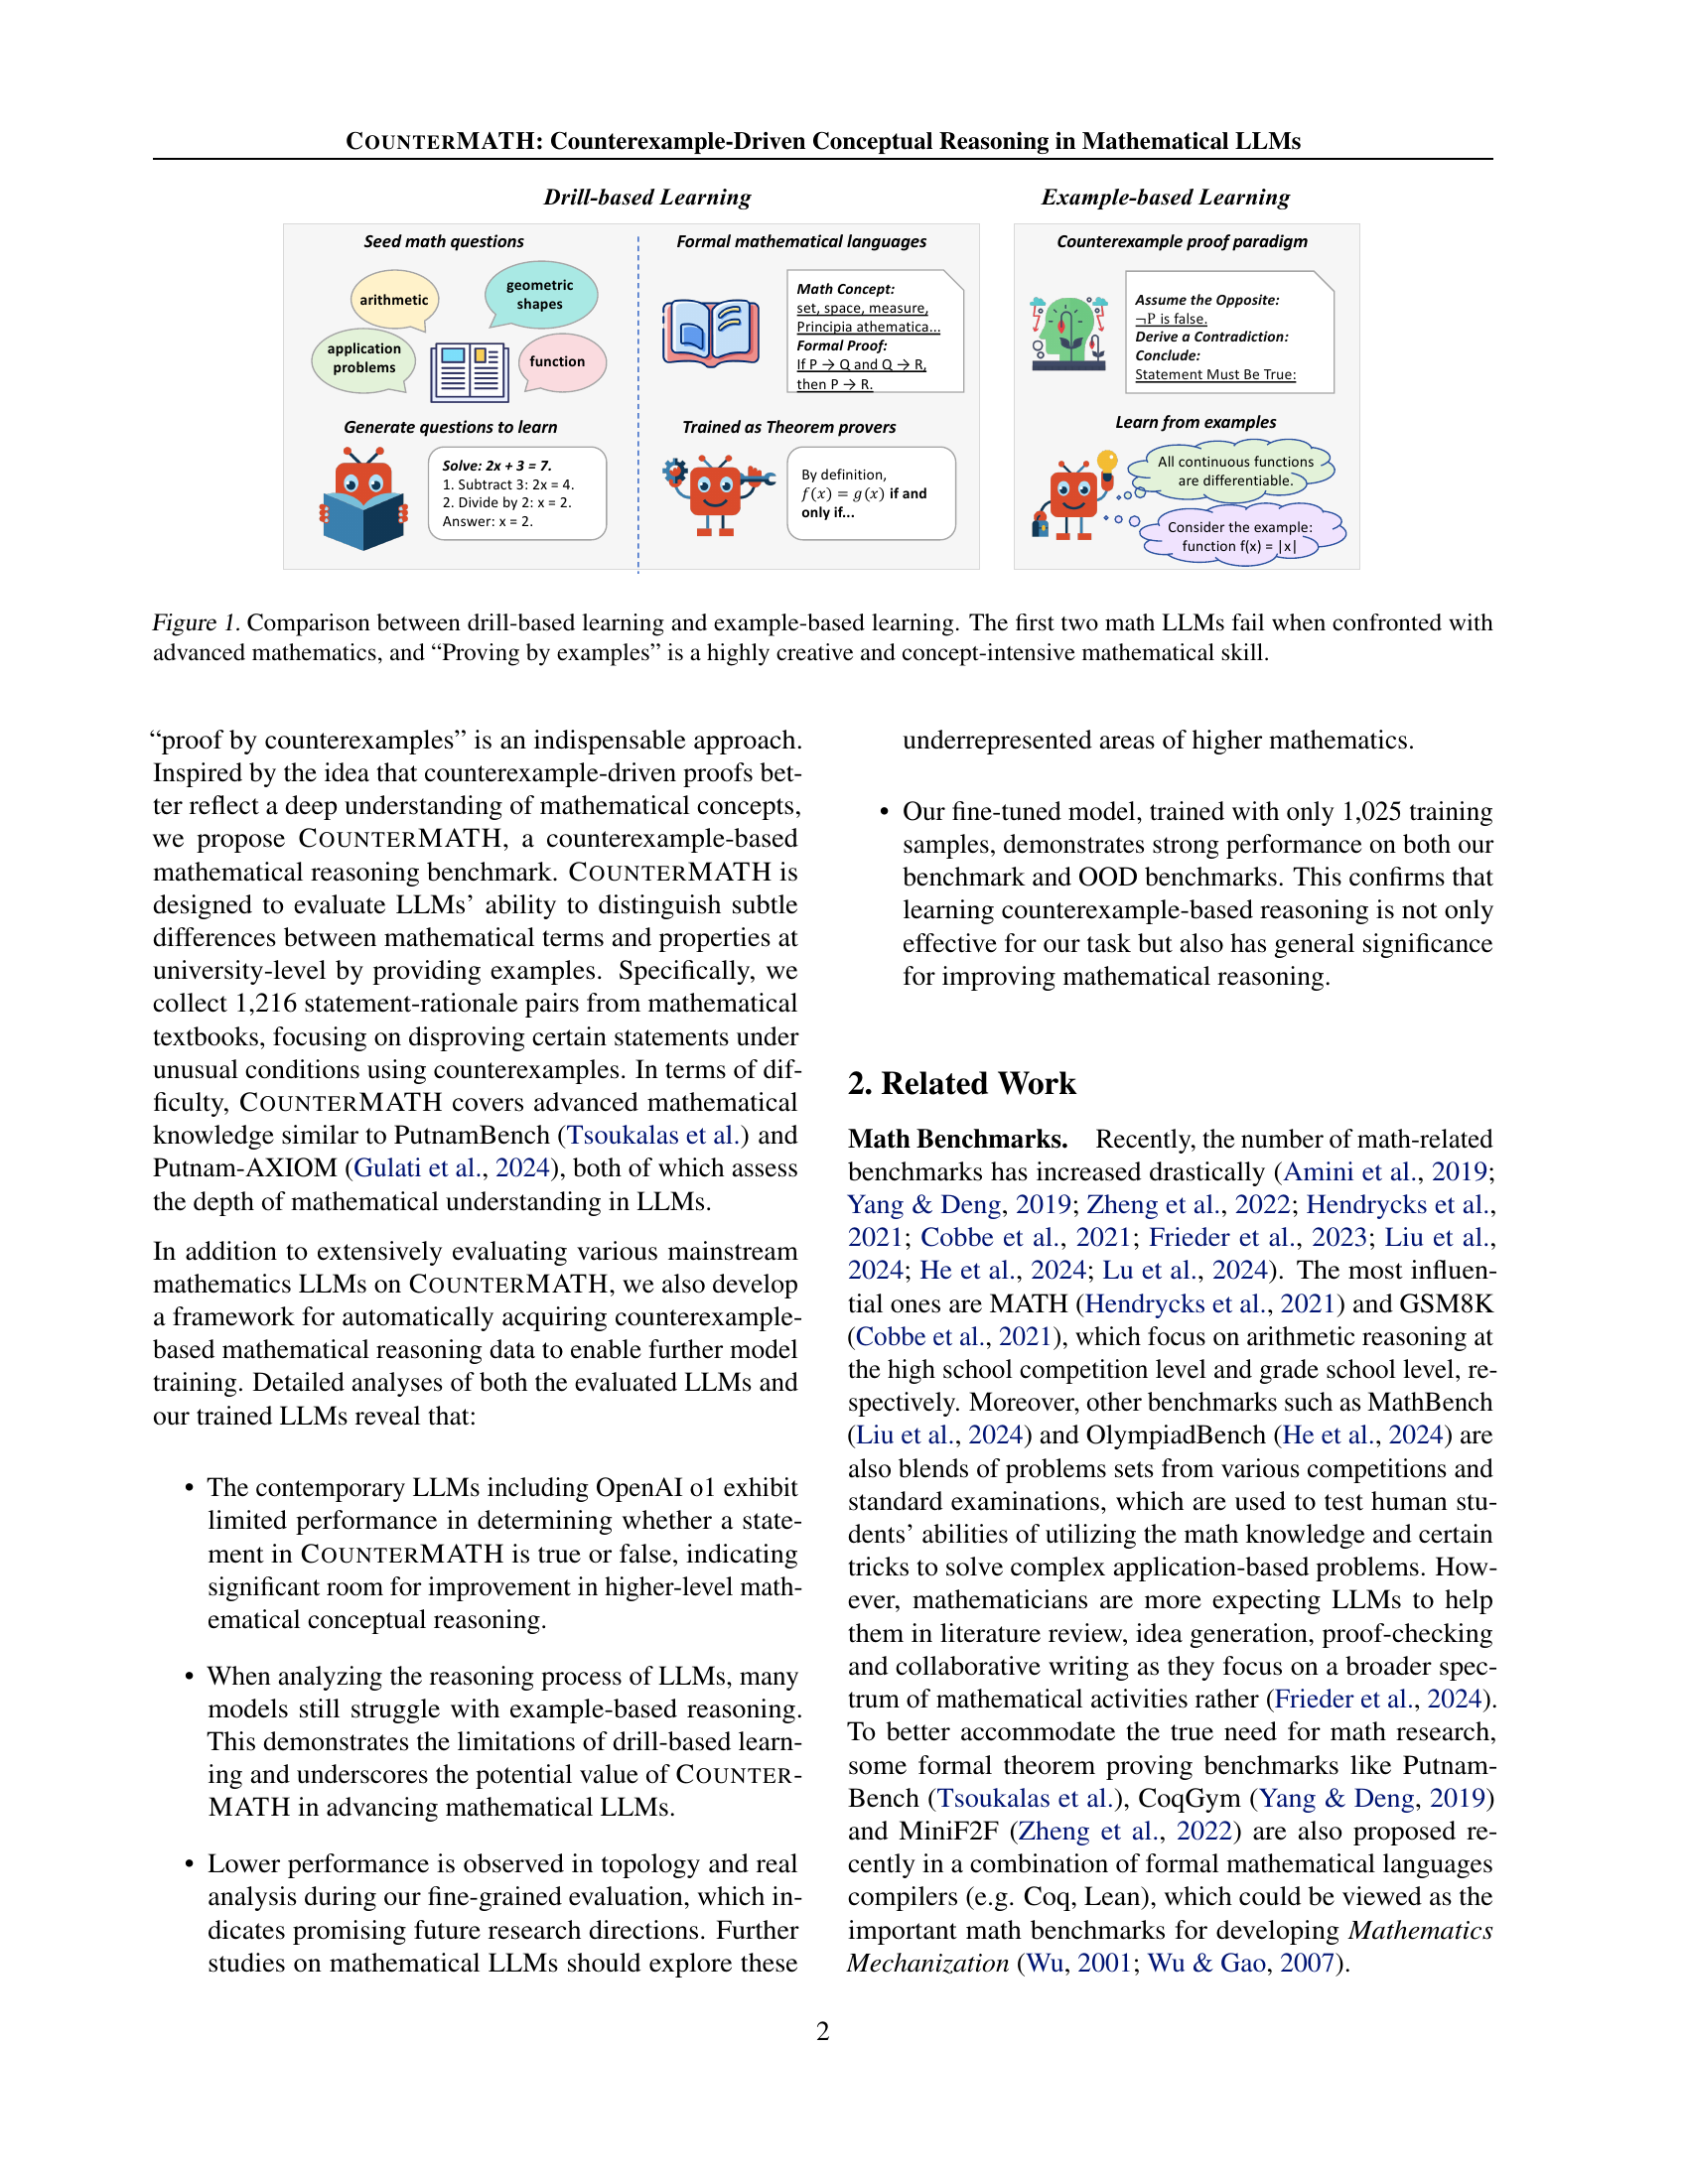 COUNTERMATH: Counterexample-Driven Conceptual Reasoning in Mathematical LLMs
Drill-based Learning
Example-based Learning
Seed math questions
arithmetic
geometric
shapes
application
problems
function
Generate questions to learn
Solve: 2x + 3 = 7.
1. Subtract 3: 2x = 4.
2. Divide by 2: x = 2.
Answer: x = 2.
Formal mathematical languages
Math Concept:
set, space, measure,
Principia athematica...
Formal Proof:
If P → Q and Q → R,
then P → R.
Trained as Theorem provers
By definition,
f(x) = g(x) if and
only if...
Counterexample proof paradigm
Assume the Opposite:
¬P is false.
Derive a Contradiction:
Conclude:
Statement Must Be True:
Learn from examples
All continuous functions
are differentiable.
Consider the example:
function f(x) = |x|
Figure 1. Comparison between drill-based learning and example-based learning. The first two math LLMs fail when confronted with
advanced mathematics, and “Proving by examples” is a highly creative and concept-intensive mathematical skill.
“proof by counterexamples” is an indispensable approach.
Inspired by the idea that counterexample-driven proofs bet-
ter reflect a deep understanding of mathematical concepts,
we propose COUNTERMATH, a counterexample-based
mathematical reasoning benchmark. COUNTERMATH is
designed to evaluate LLMs’ ability to distinguish subtle
differences between mathematical terms and properties at
university-level by providing examples. Specifically, we
collect 1,216 statement-rationale pairs from mathematical
textbooks, focusing on disproving certain statements under
unusual conditions using counterexamples. In terms of dif-
ficulty, COUNTERMATH covers advanced mathematical
knowledge similar to PutnamBench (Tsoukalas et al.) and
Putnam-AXIOM (Gulati et al., 2024), both of which assess
the depth of mathematical understanding in LLMs.
In addition to extensively evaluating various mainstream
mathematics LLMs on COUNTERMATH, we also develop
a framework for automatically acquiring counterexample-
based mathematical reasoning data to enable further model
training. Detailed analyses of both the evaluated LLMs and
our trained LLMs reveal that:
• The contemporary LLMs including OpenAI o1 exhibit
limited performance in determining whether a state-
ment in COUNTERMATH is true or false, indicating
significant room for improvement in higher-level math-
ematical conceptual reasoning.
• When analyzing the reasoning process of LLMs, many
models still struggle with example-based reasoning.
This demonstrates the limitations of drill-based learn-
ing and underscores the potential value of COUNTER-
MATH in advancing mathematical LLMs.
• Lower performance is observed in topology and real
analysis during our fine-grained evaluation, which in-
dicates promising future research directions. Further
studies on mathematical LLMs should explore these
underrepresented areas of higher mathematics.
• Our fine-tuned model, trained with only 1,025 training
samples, demonstrates strong performance on both our
benchmark and OOD benchmarks. This confirms that
learning counterexample-based reasoning is not only
effective for our task but also has general significance
for improving mathematical reasoning.
2. Related Work
Math Benchmarks. Recently, the number of math-related
benchmarks has increased drastically (Amini et al., 2019;
Yang & Deng, 2019; Zheng et al., 2022; Hendrycks et al.,
2021; Cobbe et al., 2021; Frieder et al., 2023; Liu et al.,
2024; He et al., 2024; Lu et al., 2024). The most influen-
tial ones are MATH (Hendrycks et al., 2021) and GSM8K
(Cobbe et al., 2021), which focus on arithmetic reasoning at
the high school competition level and grade school level, re-
spectively. Moreover, other benchmarks such as MathBench
(Liu et al., 2024) and OlympiadBench (He et al., 2024) are
also blends of problems sets from various competitions and
standard examinations, which are used to test human stu-
dents’ abilities of utilizing the math knowledge and certain
tricks to solve complex application-based problems. How-
ever, mathematicians are more expecting LLMs to help
them in literature review, idea generation, proof-checking
and collaborative writing as they focus on a broader spec-
trum of mathematical activities rather (Frieder et al., 2024).
To better accommodate the true need for math research,
some formal theorem proving benchmarks like Putnam-
Bench (Tsoukalas et al.), CoqGym (Yang & Deng, 2019)
and MiniF2F (Zheng et al., 2022) are also proposed re-
cently in a combination of formal mathematical languages
compilers (e.g. Coq, Lean), which could be viewed as the
important math benchmarks for developing Mathematics
Mechanization (Wu, 2001; Wu & Gao, 2007).
2